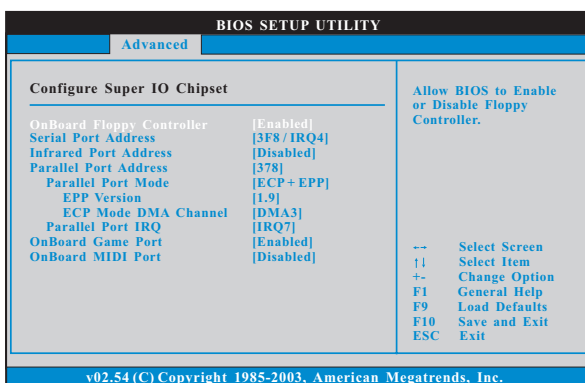 BIOS SETUP UTILITY
Advanced
Configure Super IO Chipset
OnBoard Floppy Controller [Enabled]
Serial Port Address [3F8 / IRQ4]
Infrared Port Address [Disabled]
Parallel Port Address [378]
Parallel Port Mode [ECP + EPP]
EPP Version [1.9]
ECP Mode DMA Channel [DMA3]
Parallel Port IRQ [IRQ7]
OnBoard Game Port [Enabled]
OnBoard MIDI Port [Disabled]
Allow BIOS to Enable
or Disable Floppy
Controller.
←→ Select Screen
↑↓ Select Item
+- Change Option
F1 General Help
F9 Load Defaults
F10 Save and Exit
ESC Exit
v02.54 (C) Copyright 1985-2003, American Megatrends, Inc.